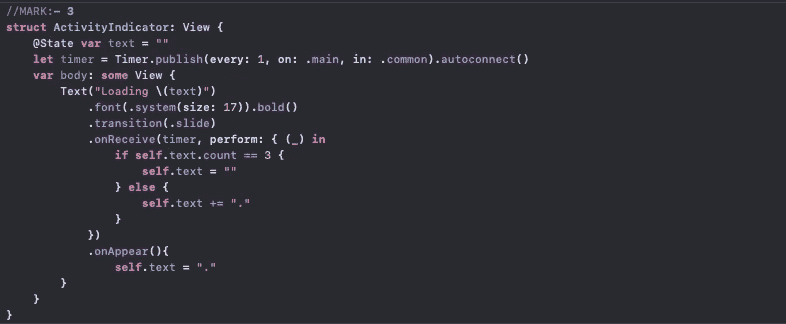 //MARK:- 3
struct ActivityIndicator: View {
    @State var text = ""
    let timer = Timer.publish(every: 1, on: .main, in: .common).autoconnect()
    var body: some View {
        Text("Loading \(text)")
            .font(.system(size: 17)).bold()
            .transition(.slide)
            .onReceive(timer, perform: { (_) in
                if self.text.count == 3 {
                    self.text = ""
                } else {
                    self.text += "."
                }
            })
            .onAppear(){
                self.text = "."
        }
    }
}